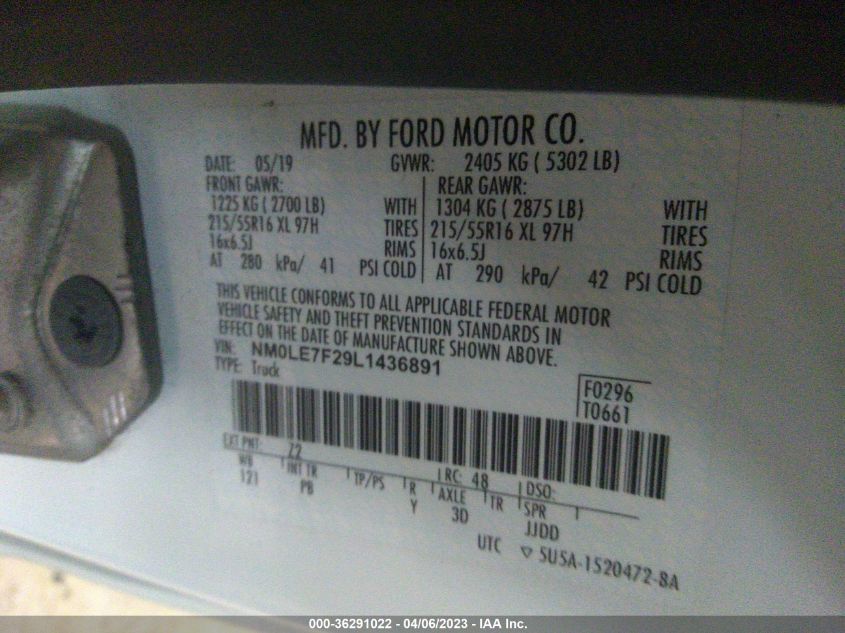 MFD. BY FORD MOTOR CO.
DATE: 05/19 GVWR: 2405 KG ( 5302 LB)
FRONT GAWR: REAR GAWR:
1225 KG ( 2700 LB) WITH 1304 KG ( 2875 LB) WITH
215/55R16 XL 97H TIRES 215/55R16 XL 97H TIRES
16x6.5J RIMS 16x6.5J RIMS
AT 280 kPa/ 41 PSI COLD AT 290 kPa/ 42 PSI COLD
THIS VEHICLE CONFORMS TO ALL APPLICABLE FEDERAL MOTOR
VEHICLE SAFETY AND THEFT PREVENTION STANDARDS IN
EFFECT ON THE DATE OF MANUFACTURE SHOWN ABOVE.
VIN: NM0LE7F29L1436891
TYPE: Truck
F0296
T0661
EXT PNT: Z2 RC: 48 DSO:
WB INT TR TP/PS R AXLE TR SPR
121 PB Y 3D JJDD
UTC ▽ 5U5A-1520472-8A
000-36291022 - 04/06/2023 - IAA Inc.